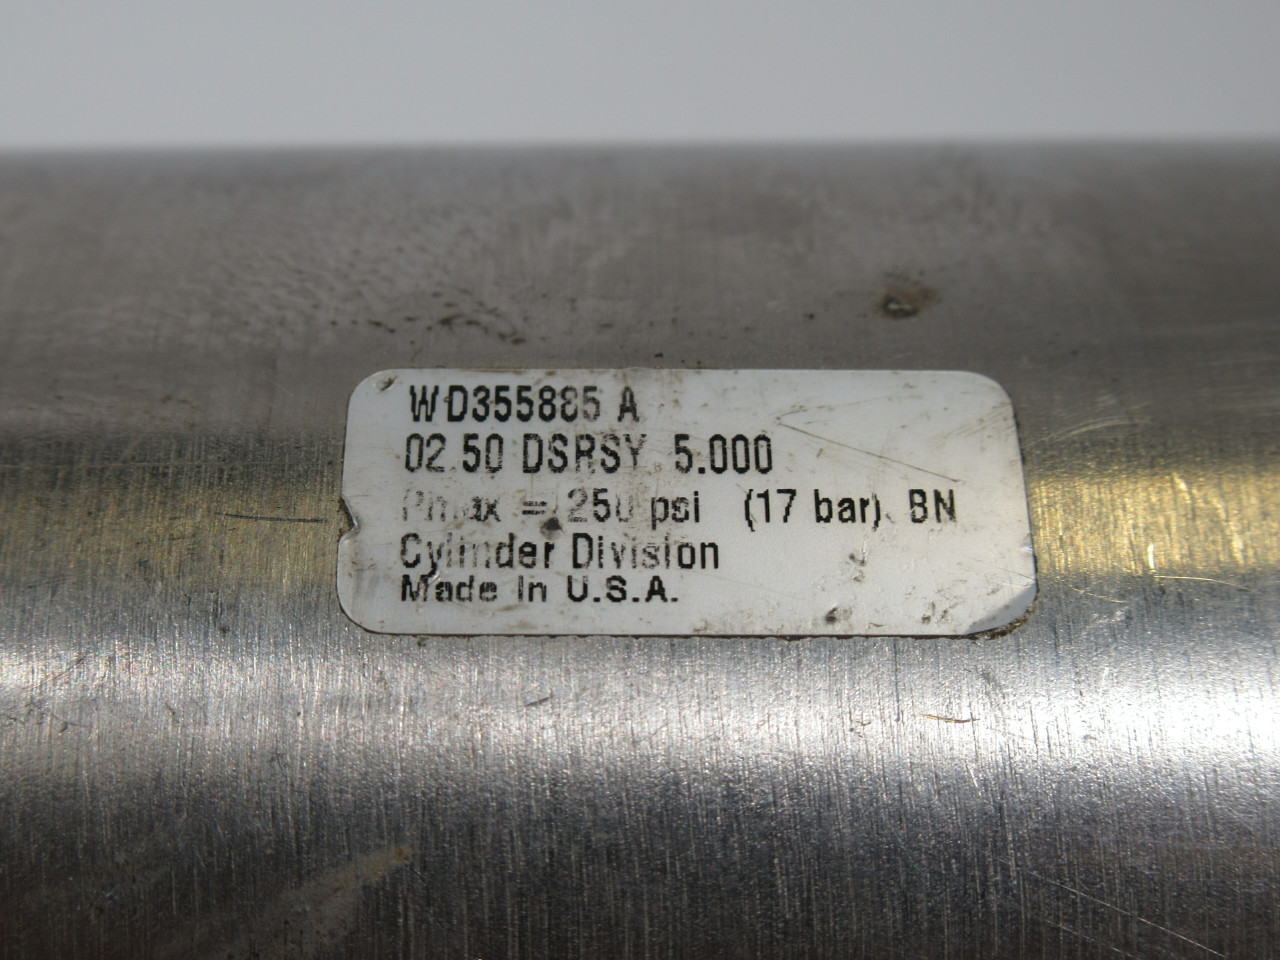 WD355885 A
02.50 DSRSY 5.000
Pmax = 250 psi (17 bar) BN
Cylinder Division
Made In U.S.A.